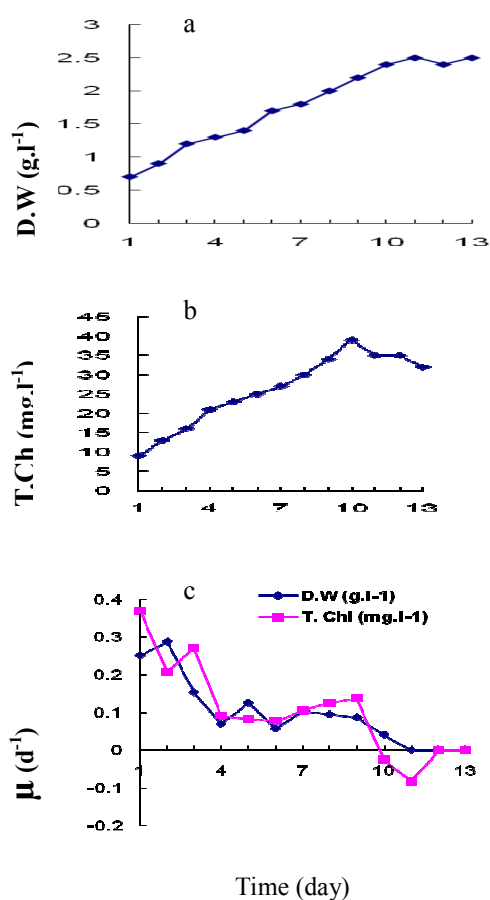 a
3
2.5
2
1.5
1
0.5
0
1 4 7 10 13
D.W (g.l-1)
b
45
40
35
30
25
20
15
10
5
0
1 4 7 10 13
T.Ch (mg.l-1)
c
D.W (g.l-1)
T. Chl (mg.l-1)
0.4
0.3
0.2
0.1
0
-0.1
-0.2
1 4 7 10 13
µ (d-1)
Time (day)